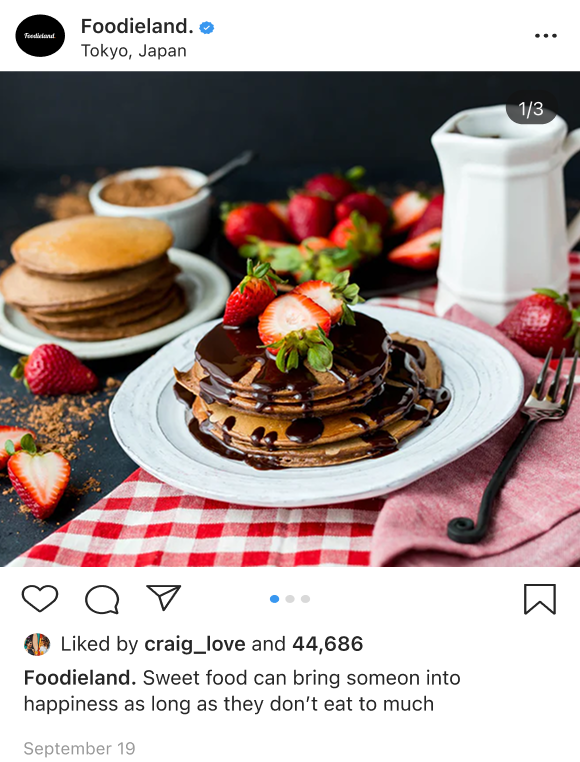 Foodieland.
Foodieland.
Tokyo, Japan
1/3
Liked by craig_love and 44,686
Foodieland. Sweet food can bring someon into
happiness as long as they don’t eat to much
September 19